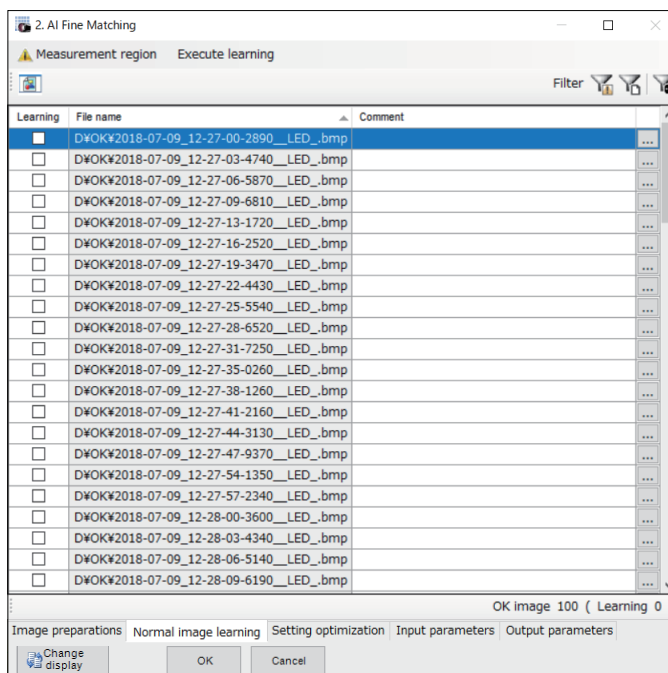 2. AI Fine Matching
Measurement region Execute learning
Filter
Learning File name Comment
D¥OK¥2018-07-09_12-27-00-2890__LED_.bmp ...
D¥OK¥2018-07-09_12-27-03-4740__LED_.bmp ...
D¥OK¥2018-07-09_12-27-06-5870__LED_.bmp ...
D¥OK¥2018-07-09_12-27-09-6810__LED_.bmp ...
D¥OK¥2018-07-09_12-27-13-1720__LED_.bmp ...
D¥OK¥2018-07-09_12-27-16-2520__LED_.bmp ...
D¥OK¥2018-07-09_12-27-19-3470__LED_.bmp ...
D¥OK¥2018-07-09_12-27-22-4430__LED_.bmp ...
D¥OK¥2018-07-09_12-27-25-5540__LED_.bmp ...
D¥OK¥2018-07-09_12-27-28-6520__LED_.bmp ...
D¥OK¥2018-07-09_12-27-31-7250__LED_.bmp ...
D¥OK¥2018-07-09_12-27-35-0260__LED_.bmp ...
D¥OK¥2018-07-09_12-27-38-1260__LED_.bmp ...
D¥OK¥2018-07-09_12-27-41-2160__LED_.bmp ...
D¥OK¥2018-07-09_12-27-44-3130__LED_.bmp ...
D¥OK¥2018-07-09_12-27-47-9370__LED_.bmp ...
D¥OK¥2018-07-09_12-27-54-1350__LED_.bmp ...
D¥OK¥2018-07-09_12-27-57-2340__LED_.bmp ...
D¥OK¥2018-07-09_12-28-00-3600__LED_.bmp ...
D¥OK¥2018-07-09_12-28-03-4340__LED_.bmp ...
D¥OK¥2018-07-09_12-28-06-5140__LED_.bmp ...
D¥OK¥2018-07-09_12-28-09-6190__LED_.bmp ...
OK image 100 ( Learning 0
Image preparations Normal image learning Setting optimization Input parameters Output parameters
Change
display
OK Cancel